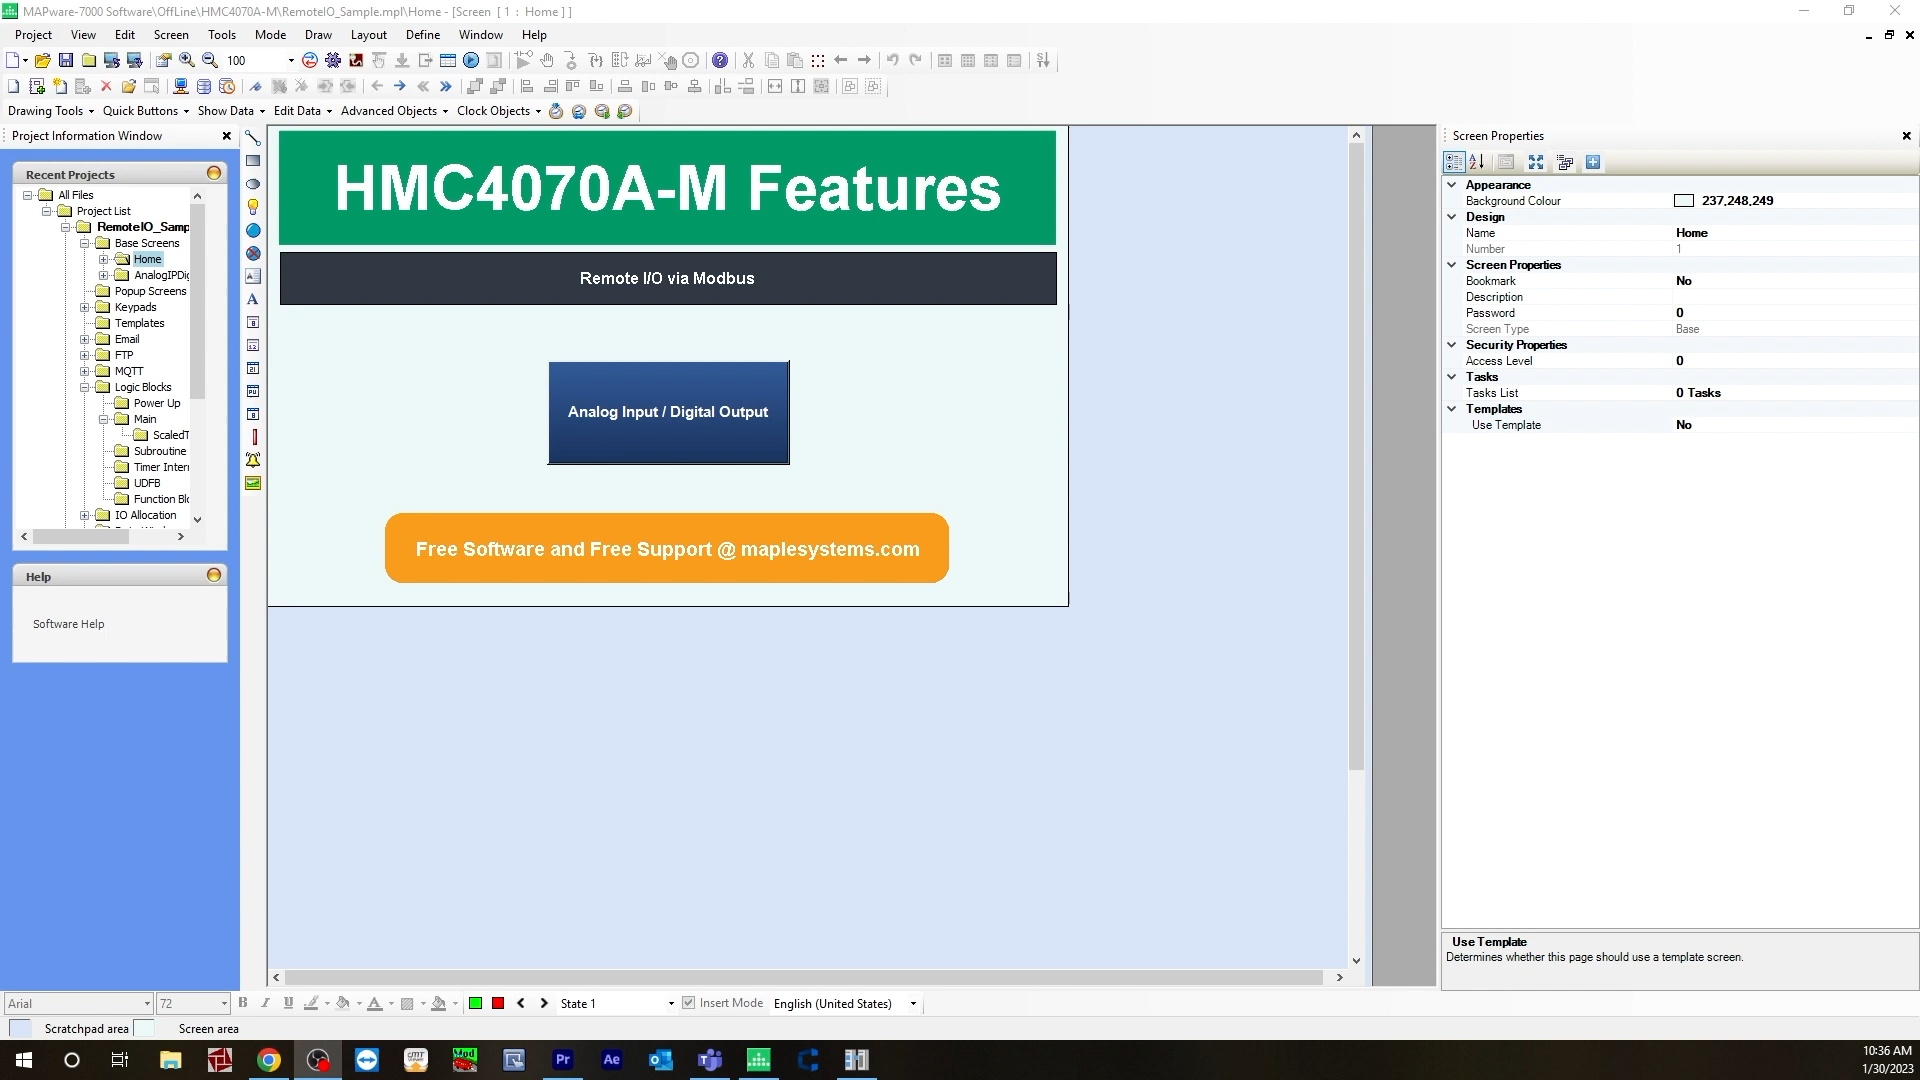 MAPware-7000 Software\OffLine\HMC4070A-M\RemoteIO_Sample.mpl\Home - [Screen [ 1 : Home ] ]
Project View Edit Screen Tools Mode Draw Layout Define Window Help
100
Drawing Tools Quick Buttons Show Data Edit Data Advanced Objects Clock Objects
Project Information Window
Recent Projects
All Files
Project List
RemoteIO_Samp
Base Screens
Home
AnalogIPDig
Popup Screens
Keypads
Templates
Email
FTP
MQTT
Logic Blocks
Power Up
Main
ScaledT
Subroutine
Timer Inter
UDFB
Function Blo
IO Allocation
Help
Software Help
HMC4070A-M Features
Remote I/O via Modbus
Analog Input / Digital Output
Free Software and Free Support @ maplesystems.com
Screen Properties
Appearance
Background Colour 237,248,249
Design
Name Home
Number 1
Screen Properties
Bookmark No
Description
Password 0
Screen Type Base
Security Properties
Access Level 0
Tasks
Tasks List 0 Tasks
Templates
Use Template No
Use Template
Determines whether this page should use a template screen.
Arial 72 B I U State 1 Insert Mode English (United States)
Scratchpad area Screen area
Pr Ae
10:36 AM
1/30/2023